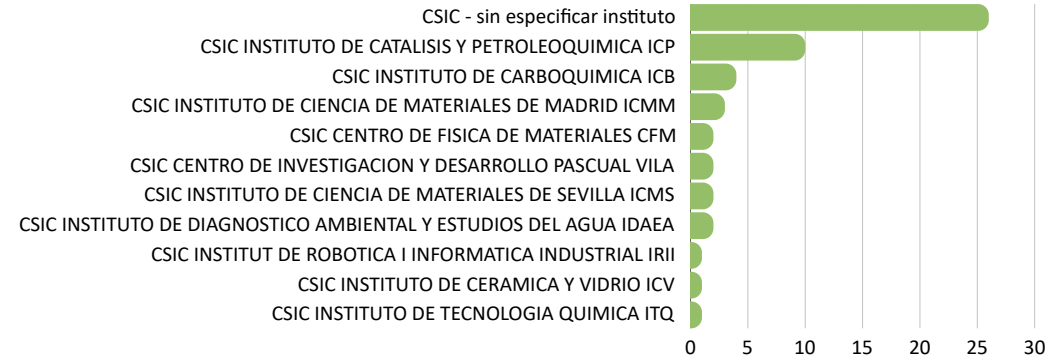 CSIC - sin especificar instituto
CSIC INSTITUTO DE CATALISIS Y PETROLEOQUIMICA ICP
CSIC INSTITUTO DE CARBOQUIMICA ICB
CSIC INSTITUTO DE CIENCIA DE MATERIALES DE MADRID ICMM
CSIC CENTRO DE FISICA DE MATERIALES CFM
CSIC CENTRO DE INVESTIGACION Y DESARROLLO PASCUAL VILA
CSIC INSTITUTO DE CIENCIA DE MATERIALES DE SEVILLA ICMS
CSIC INSTITUTO DE DIAGNOSTICO AMBIENTAL Y ESTUDIOS DEL AGUA IDAEA
CSIC INSTITUT DE ROBOTICA I INFORMATICA INDUSTRIAL IRII
CSIC INSTITUTO DE CERAMICA Y VIDRIO ICV
CSIC INSTITUTO DE TECNOLOGIA QUIMICA ITQ
0 5 10 15 20 25 30